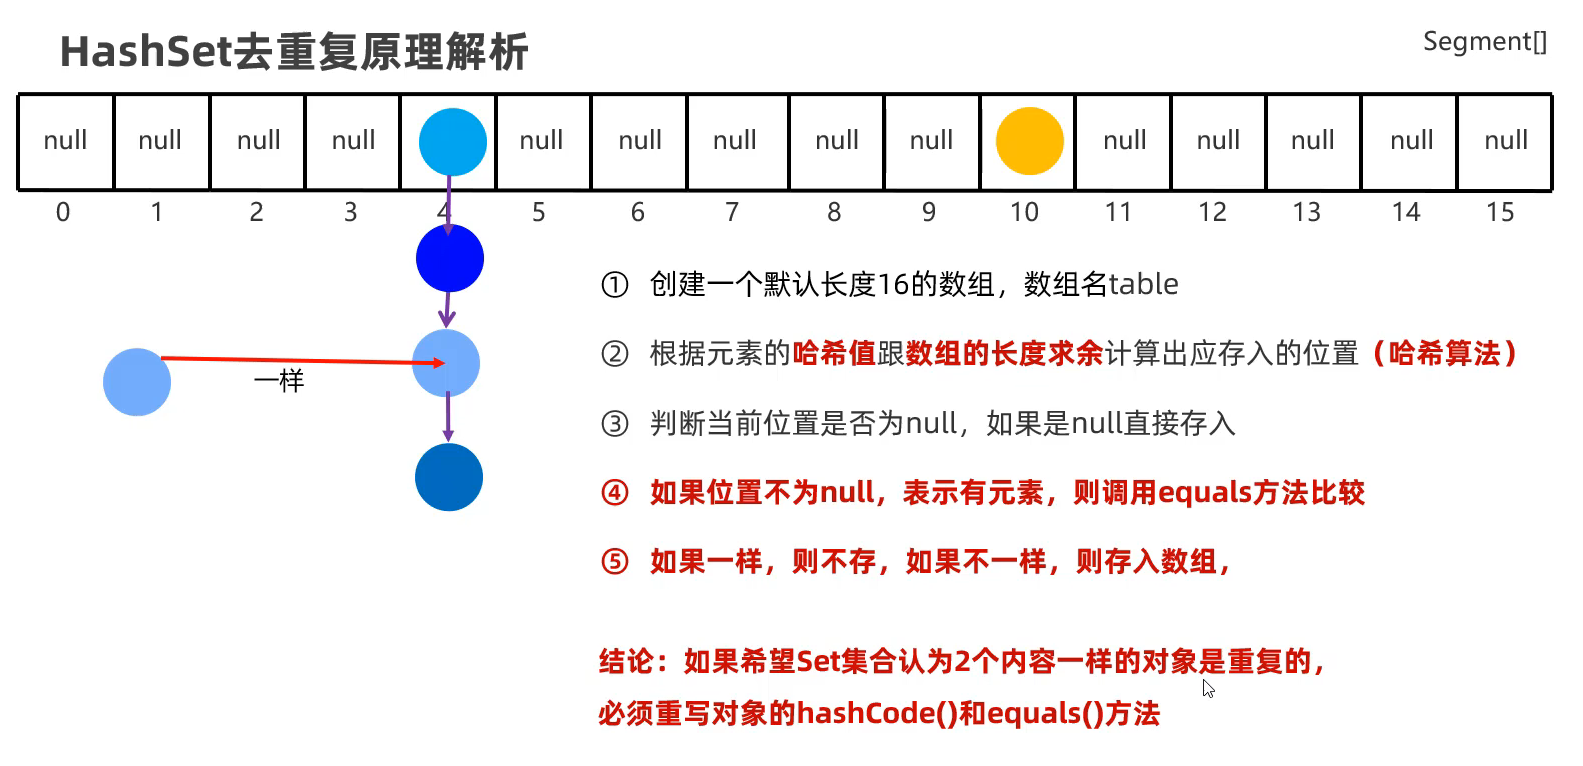 HashSet去重复原理解析
Segment[]
null null null null null null null null null null null null null null
0 1 2 3 4 5 6 7 8 9 10 11 12 13 14 15
① 创建一个默认长度16的数组，数组名table
② 根据元素的哈希值跟数组的长度求余计算出应存入的位置（哈希算法）
一样
③ 判断当前位置是否为null，如果是null直接存入
④ 如果位置不为null，表示有元素，则调用equals方法比较
⑤ 如果一样，则不存，如果不一样，则存入数组，
结论：如果希望Set集合认为2个内容一样的对象是重复的，
必须重写对象的hashCode()和equals()方法